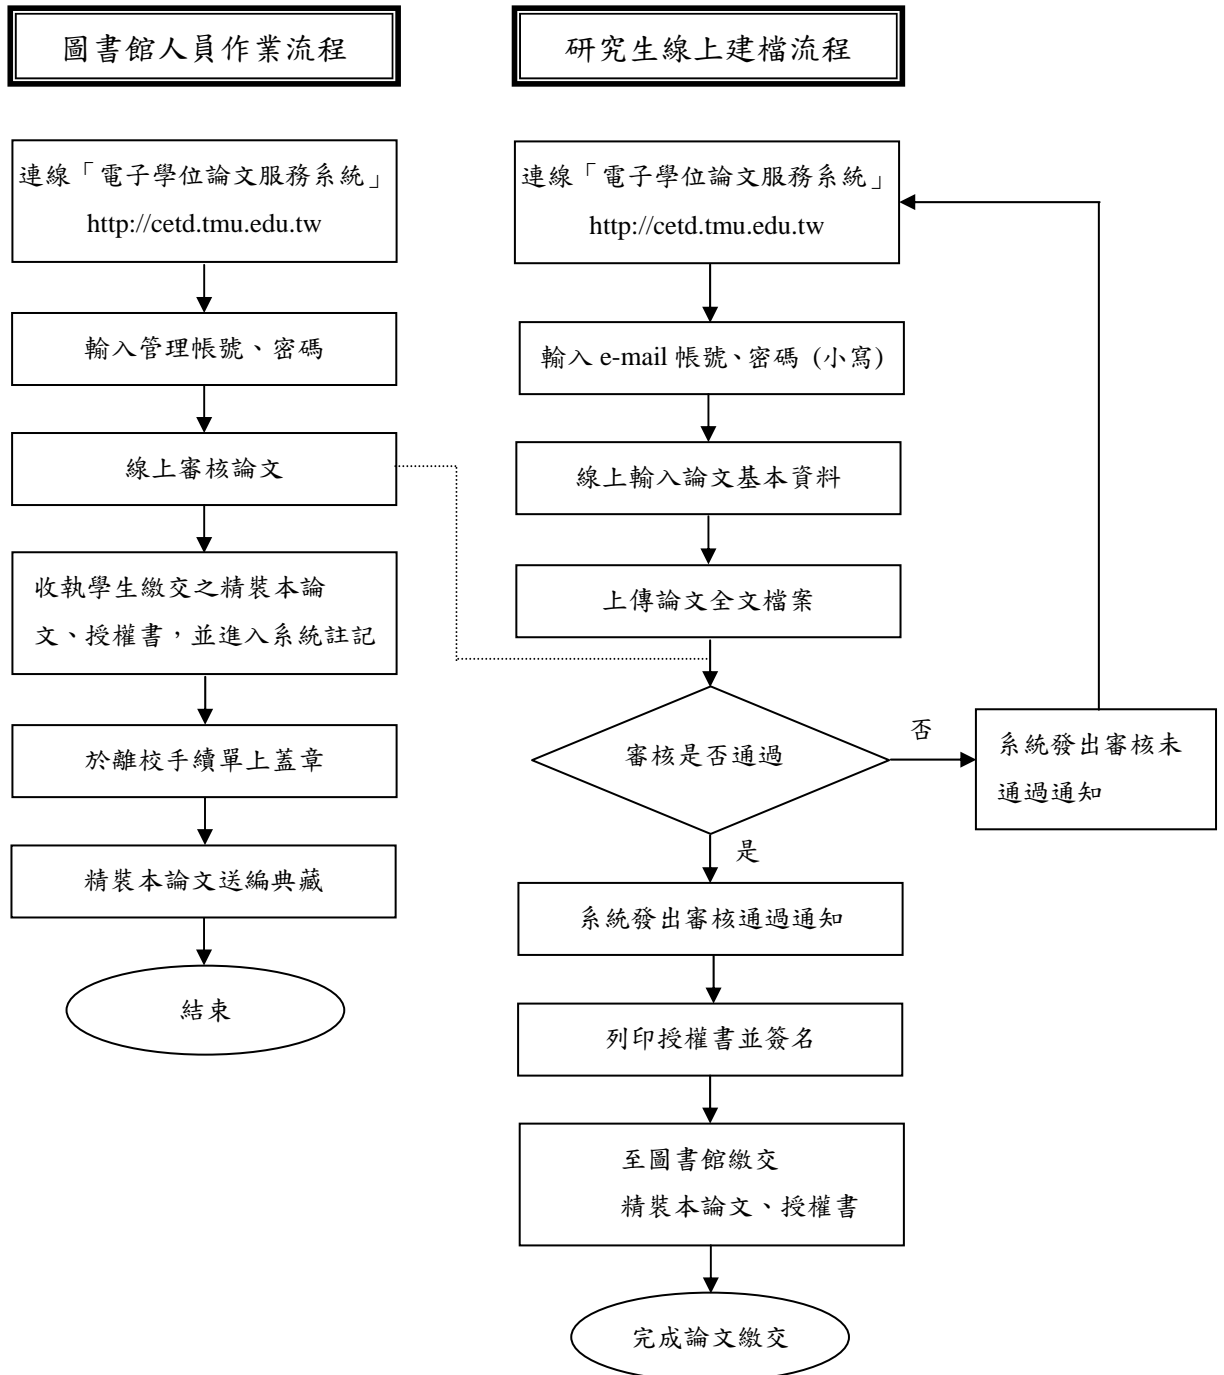 圖書館人員作業流程
連線「電子學位論文服務系統」
http://cetd.tmu.edu.tw
輸入管理帳號、密碼
線上審核論文
收執學生繳交之精裝本論
文、授權書，並進入系統註記
於離校手續單上蓋章
精裝本論文送編典藏
結束
研究生線上建檔流程
連線「電子學位論文服務系統」
http://cetd.tmu.edu.tw
輸入 e-mail 帳號、密碼 (小寫)
線上輸入論文基本資料
上傳論文全文檔案
審核是否通過
否
系統發出審核未
通過通知
是
系統發出審核通過通知
列印授權書並簽名
至圖書館繳交
精裝本論文、授權書
完成論文繳交